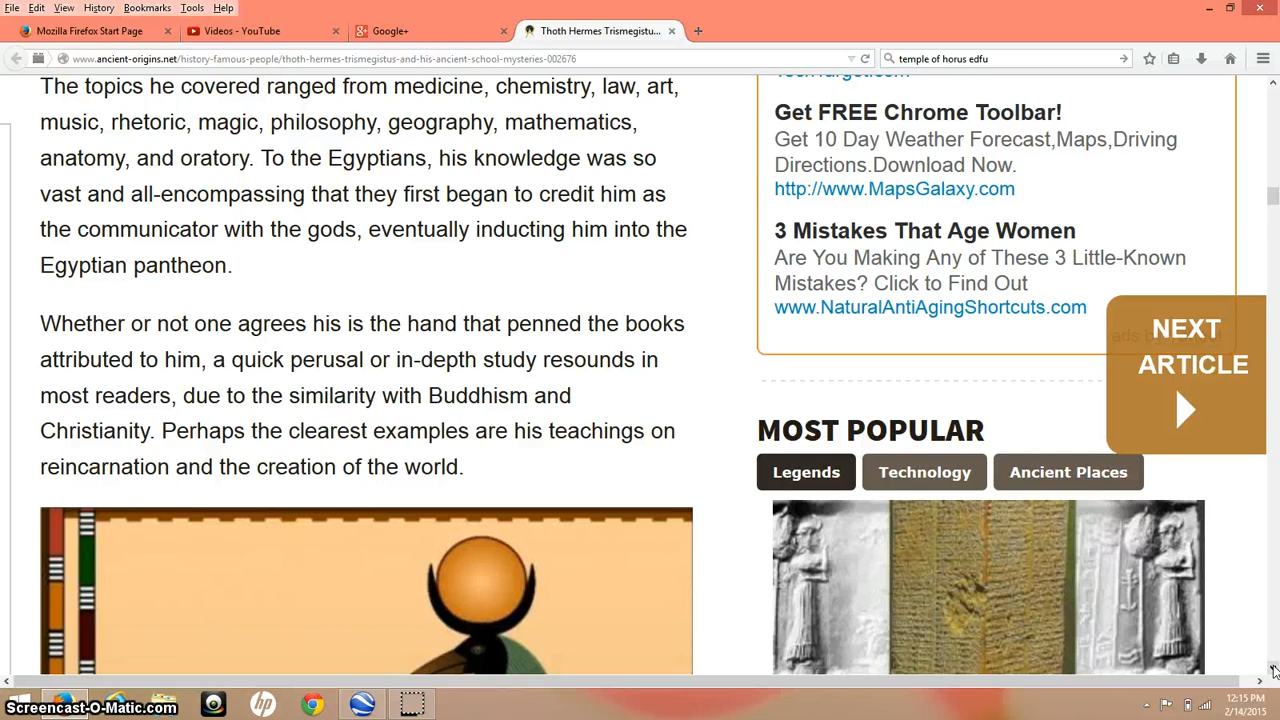 File Edit View History Bookmarks Tools Help
Mozilla Firefox Start Page
Videos - YouTube
Google+
Thoth Hermes Trismegistu...
www.ancient-origins.net/history-famous-people/thoth-hermes-trismegistus-and-his-ancient-school-mysteries-002676
temple of horus edfu
The topics he covered ranged from medicine, chemistry, law, art,
music, rhetoric, magic, philosophy, geography, mathematics,
anatomy, and oratory. To the Egyptians, his knowledge was so
vast and all-encompassing that they first began to credit him as
the communicator with the gods, eventually inducting him into the
Egyptian pantheon.
Whether or not one agrees his is the hand that penned the books
attributed to him, a quick perusal or in-depth study resounds in
most readers, due to the similarity with Buddhism and
Christianity. Perhaps the clearest examples are his teachings on
reincarnation and the creation of the world.
Get FREE Chrome Toolbar!
Get 10 Day Weather Forecast,Maps,Driving
Directions.Download Now.
http://www.MapsGalaxy.com
3 Mistakes That Age Women
Are You Making Any of These 3 Little-Known
Mistakes? Click to Find Out
www.NaturalAntiAgingShortcuts.com
NEXT
ARTICLE
MOST POPULAR
Legends
Technology
Ancient Places
Screencast-O-Matic.com
hp
12:15 PM
2/14/2015